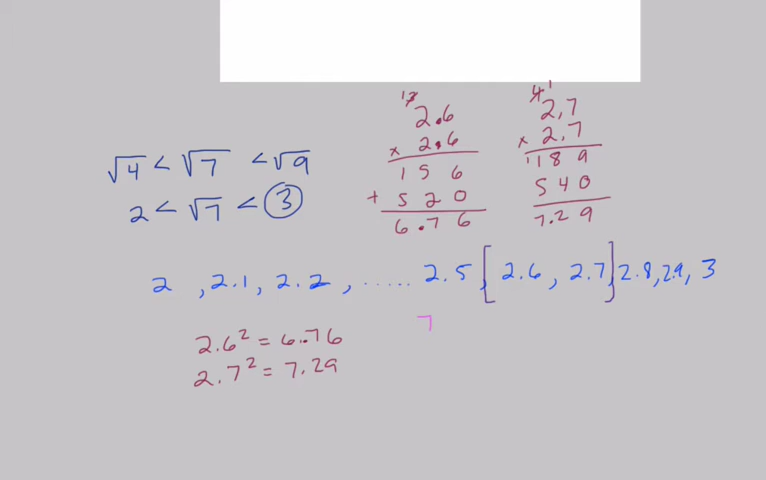 √4 < √7 < √9
2 < √7 < 3
13
2.6
x 2.6
1 5 6
+ 5 2 0
6.7 6
4 1
2,7
x 2,7
1 1 8 9
5 4 0
7.2 9
2 , 2.1, 2.2 , ...... 2.5, [2.6 , 2.7], 2.8, 2.9, 3
2.6² = 6.76
2.7² = 7.29
7